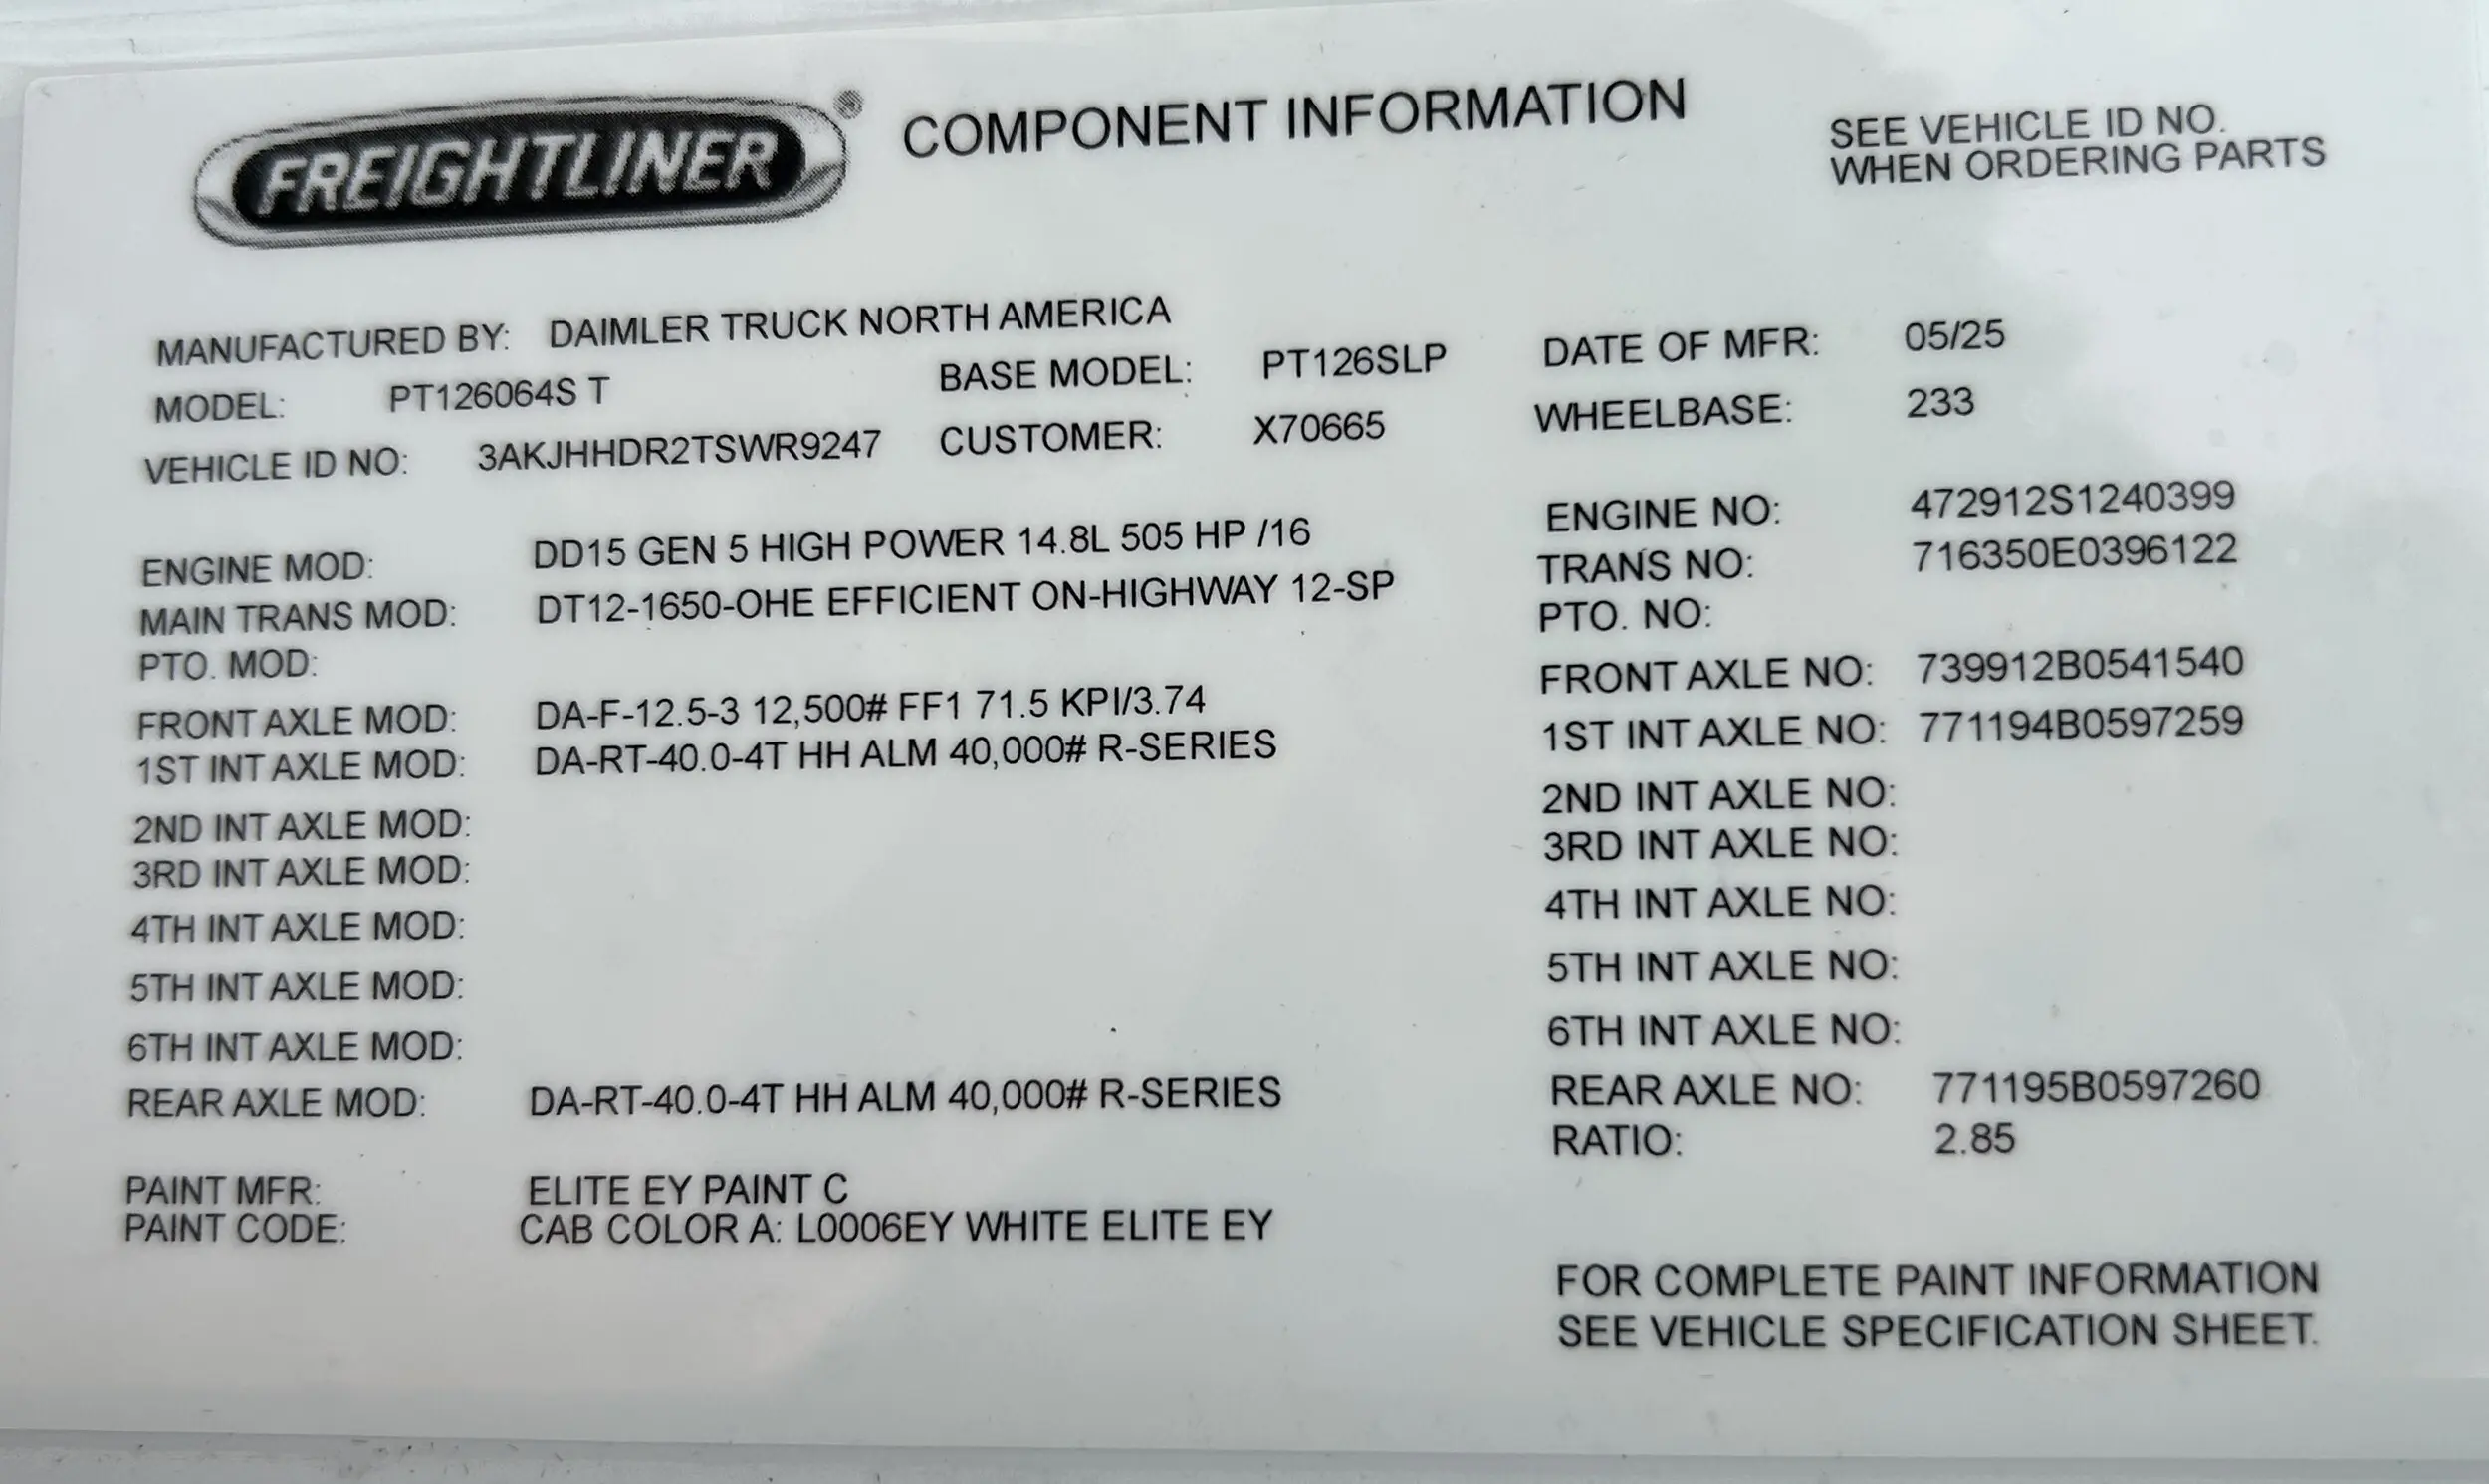 FREIGHTLINER®
COMPONENT INFORMATION
SEE VEHICLE ID NO.
WHEN ORDERING PARTS
MANUFACTURED BY: DAIMLER TRUCK NORTH AMERICA
DATE OF MFR: 05/25
MODEL: PT126064S T BASE MODEL: PT126SLP
WHEELBASE: 233
VEHICLE ID NO: 3AKJHHDR2TSWR9247 CUSTOMER: X70665
ENGINE MOD: DD15 GEN 5 HIGH POWER 14.8L 505 HP /16 ENGINE NO: 472912S1240399
MAIN TRANS MOD: DT12-1650-OHE EFFICIENT ON-HIGHWAY 12-SP TRANS NO: 716350E0396122
PTO. MOD: PTO. NO:
FRONT AXLE MOD: DA-F-12.5-3 12,500# FF1 71.5 KPI/3.74 FRONT AXLE NO: 739912B0541540
1ST INT AXLE MOD: DA-RT-40.0-4T HH ALM 40,000# R-SERIES 1ST INT AXLE NO: 771194B0597259
2ND INT AXLE MOD: 2ND INT AXLE NO:
3RD INT AXLE MOD: 3RD INT AXLE NO:
4TH INT AXLE MOD: 4TH INT AXLE NO:
5TH INT AXLE MOD: 5TH INT AXLE NO:
6TH INT AXLE MOD: 6TH INT AXLE NO:
REAR AXLE MOD: DA-RT-40.0-4T HH ALM 40,000# R-SERIES REAR AXLE NO: 771195B0597260
RATIO: 2.85
PAINT MFR: ELITE EY PAINT C
PAINT CODE: CAB COLOR A: L0006EY WHITE ELITE EY
FOR COMPLETE PAINT INFORMATION
SEE VEHICLE SPECIFICATION SHEET.